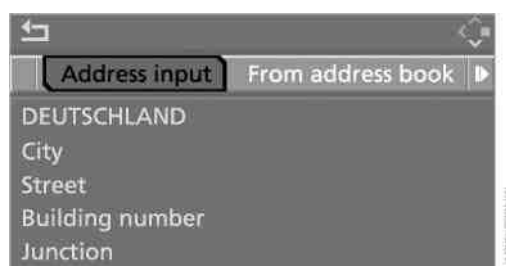 Address input From address book
DEUTSCHLAND
City
Street
Building number
Junction